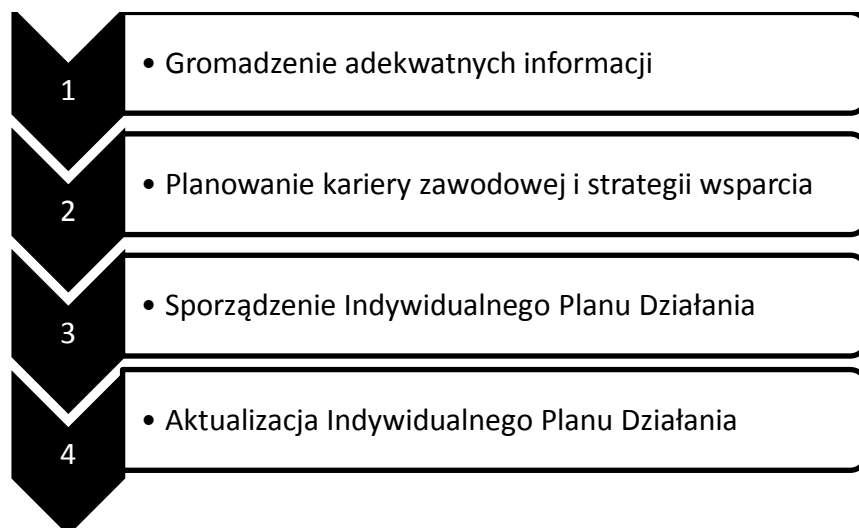 1
• Gromadzenie adekwatnych informacji
2
• Planowanie kariery zawodowej i strategii wsparcia
3
• Sporządzenie Indywidualnego Planu Działania
4
• Aktualizacja Indywidualnego Planu Działania